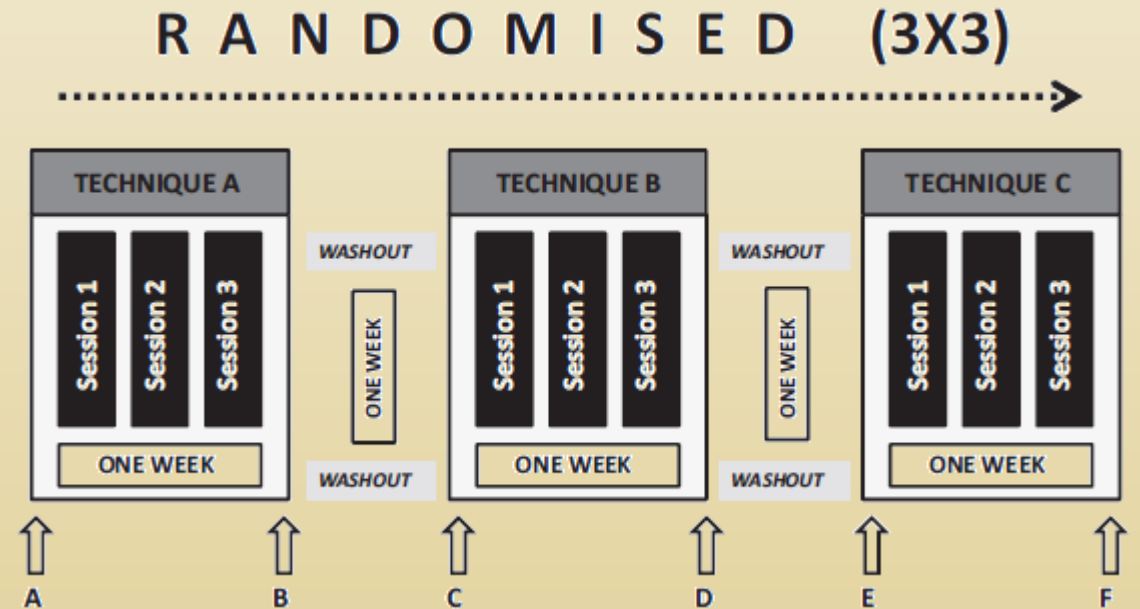 RANDOMISED (3X3)
TECHNIQUE A
Session 1
Session 2
Session 3
ONE WEEK
WASHOUT
ONE WEEK
WASHOUT
TECHNIQUE B
Session 1
Session 2
Session 3
ONE WEEK
WASHOUT
ONE WEEK
WASHOUT
TECHNIQUE C
Session 1
Session 2
Session 3
ONE WEEK
A
B
C
D
E
F